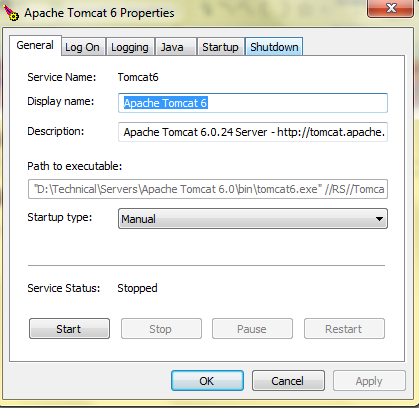 Apache Tomcat 6 Properties
General Log On Logging Java Startup Shutdown
Service Name: Tomcat6
Display name: Apache Tomcat 6
Description: Apache Tomcat 6.0.24 Server - http://tomcat.apache.
Path to executable:
"D:\Technical\Servers\Apache Tomcat 6.0\bin\tomcat6.exe" //RS//Tomca
Startup type: Manual
Service Status: Stopped
Start Stop Pause Restart
OK Cancel Apply